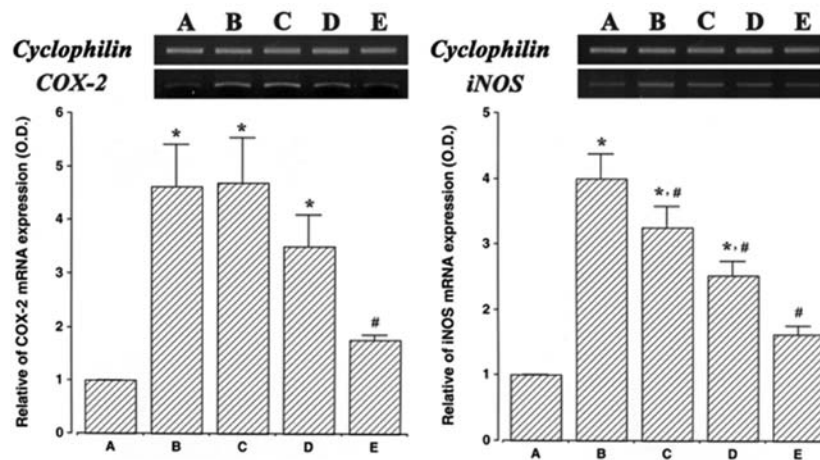 A B C D E
Cyclophilin
COX-2
Relative of COX-2 mRNA expression (O.D.)
6
5
4
3
2
1
0
*
*
*
#
A B C D E
A B C D E
Cyclophilin
iNOS
Relative of iNOS mRNA expression (O.D.)
5
4
3
2
1
0
*
*, #
*, #
#
A B C D E